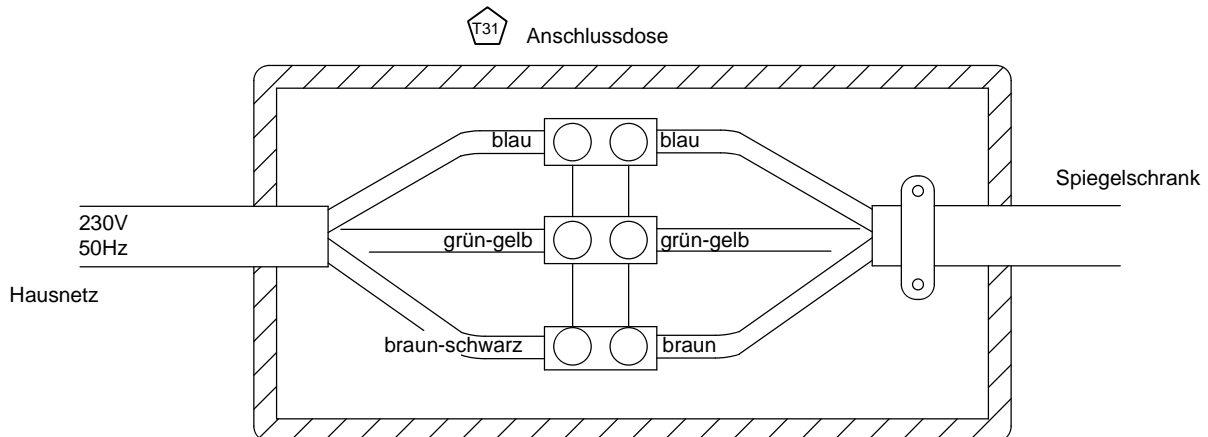 T31
Anschlussdose
blau
blau
Spiegelschrank
230V
50Hz
grün-gelb
grün-gelb
Hausnetz
braun-schwarz
braun